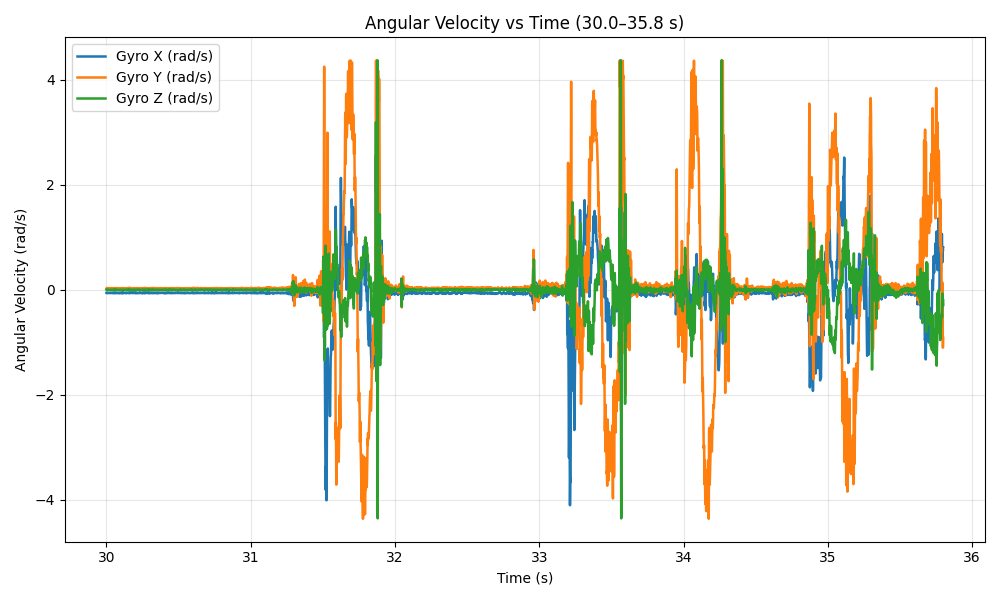 Angular Velocity vs Time (30.0–35.8 s)
Gyro X (rad/s)
Gyro Y (rad/s)
Gyro Z (rad/s)
Angular Velocity (rad/s)
4
2
0
−2
−4
30 31 32 33 34 35 36
Time (s)